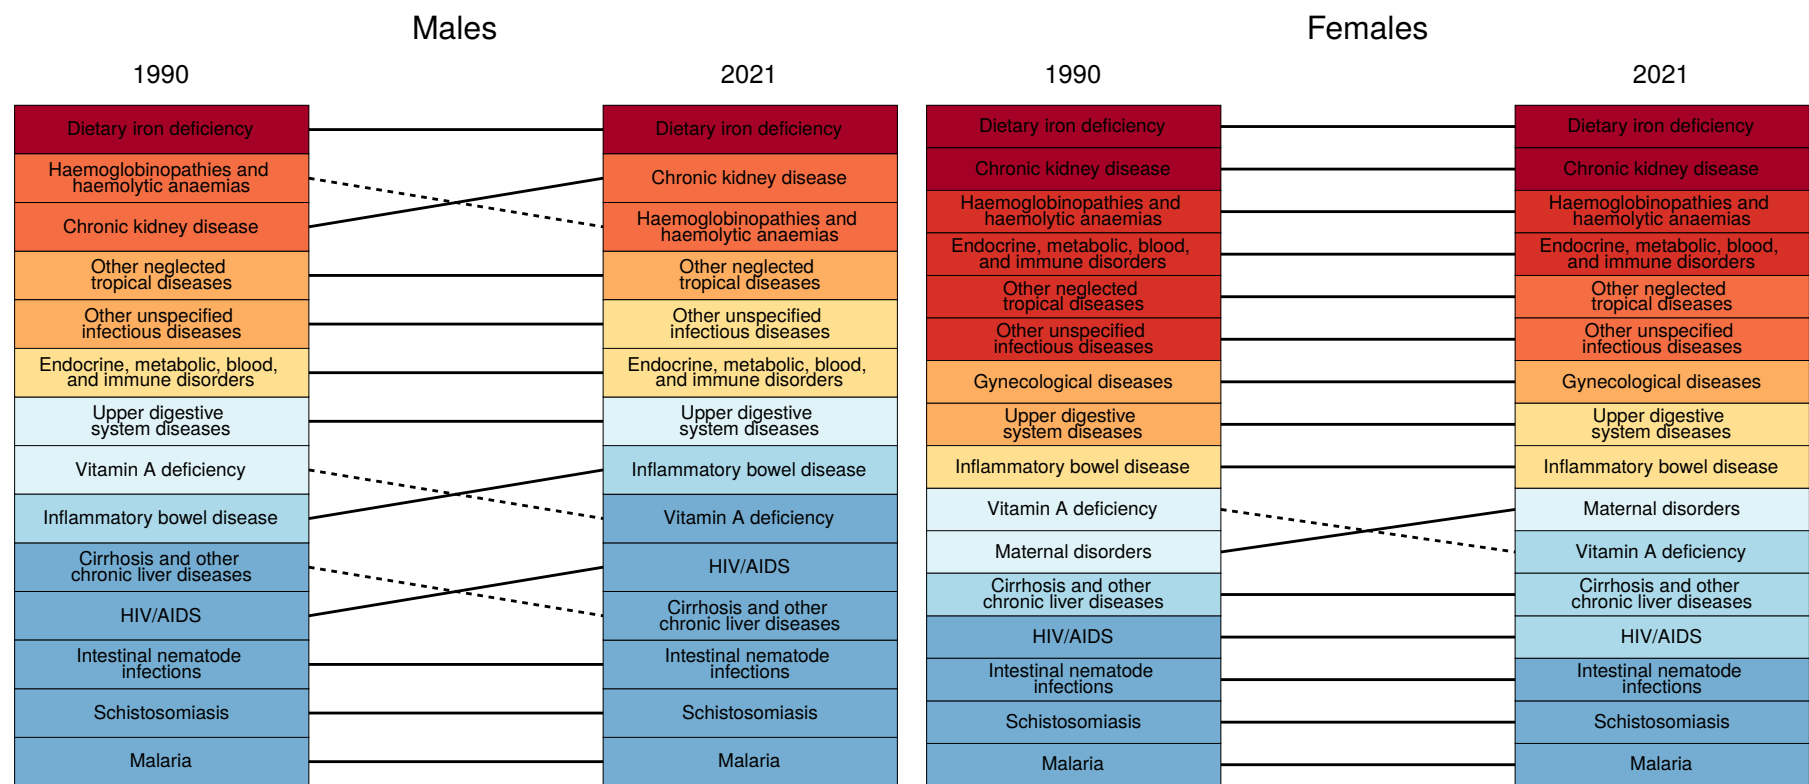 Males
1990
2021
Dietary iron deficiency
Haemoglobinopathies and
haemolytic anaemias
Chronic kidney disease
Other neglected
tropical diseases
Other unspecified
infectious diseases
Endocrine, metabolic, blood,
and immune disorders
Upper digestive
system diseases
Vitamin A deficiency
Inflammatory bowel disease
Cirrhosis and other
chronic liver diseases
HIV/AIDS
Intestinal nematode
infections
Schistosomiasis
Malaria
Dietary iron deficiency
Chronic kidney disease
Haemoglobinopathies and
haemolytic anaemias
Other neglected
tropical diseases
Other unspecified
infectious diseases
Endocrine, metabolic, blood,
and immune disorders
Upper digestive
system diseases
Inflammatory bowel disease
Vitamin A deficiency
HIV/AIDS
Cirrhosis and other
chronic liver diseases
Intestinal nematode
infections
Schistosomiasis
Malaria
Females
1990
2021
Dietary iron deficiency
Chronic kidney disease
Haemoglobinopathies and
haemolytic anaemias
Endocrine, metabolic, blood,
and immune disorders
Other neglected
tropical diseases
Other unspecified
infectious diseases
Gynecological diseases
Upper digestive
system diseases
Inflammatory bowel disease
Vitamin A deficiency
Maternal disorders
Cirrhosis and other
chronic liver diseases
HIV/AIDS
Intestinal nematode
infections
Schistosomiasis
Malaria
Dietary iron deficiency
Chronic kidney disease
Haemoglobinopathies and
haemolytic anaemias
Endocrine, metabolic, blood,
and immune disorders
Other neglected
tropical diseases
Other unspecified
infectious diseases
Gynecological diseases
Upper digestive
system diseases
Inflammatory bowel disease
Maternal disorders
Vitamin A deficiency
Cirrhosis and other
chronic liver diseases
HIV/AIDS
Intestinal nematode
infections
Schistosomiasis
Malaria